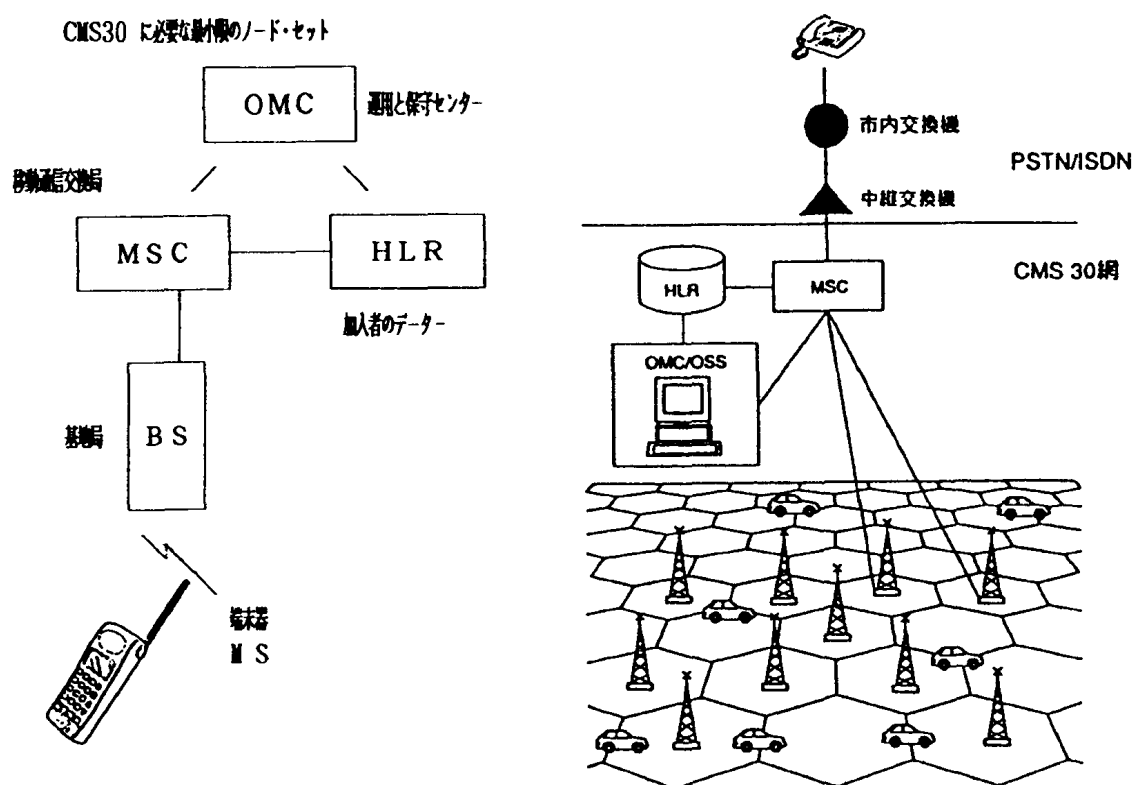 CMS30 に必要な最小限のノード・セット
OMC
運用と保守センター
移動通信交換局
MSC
HLR
加入者のデーター
基地局
BS
端末器
MS
市内交換機
PSTN/ISDN
中継交換機
CMS 30網
HLR
MSC
OMC/OSS